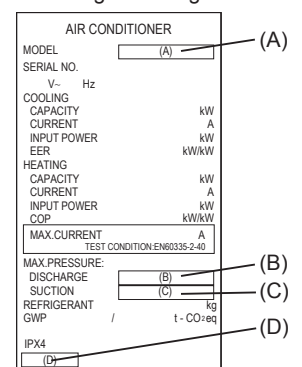 AIR CONDITIONER
MODEL (A)
(A)
SERIAL NO.
V~ Hz
COOLING
CAPACITY kW
CURRENT A
INPUT POWER kW
EER kW/kW
HEATING
CAPACITY kW
CURRENT A
INPUT POWER kW
COP kW/kW
MAX.CURRENT A
TEST CONDITION:EN60335-2-40
MAX.PRESSURE:
DISCHARGE (B)
(B)
SUCTION (C)
(C)
REFRIGERANT kg
GWP / t - CO2eq
(D)
IPX4
(D)